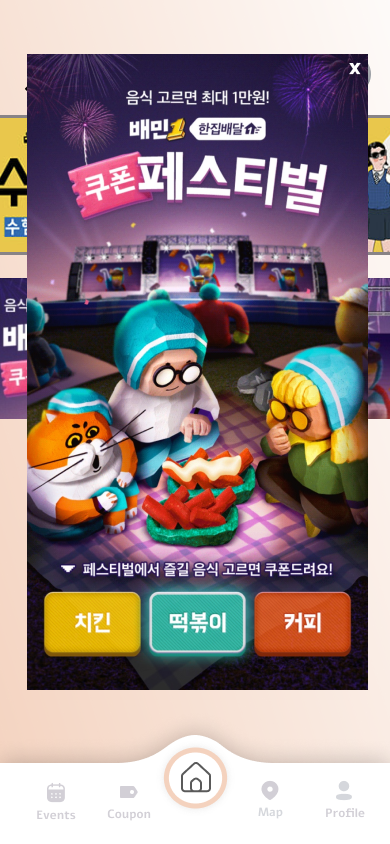 X
음식 고르면 최대 1만원!
배민1 한집배달
쿠폰페스티벌
수
수
음식
배
쿠
페스티벌에서 즐길 음식 고르면 쿠폰드려요!
치킨
떡볶이
커피
Events
Coupon
Map
Profile